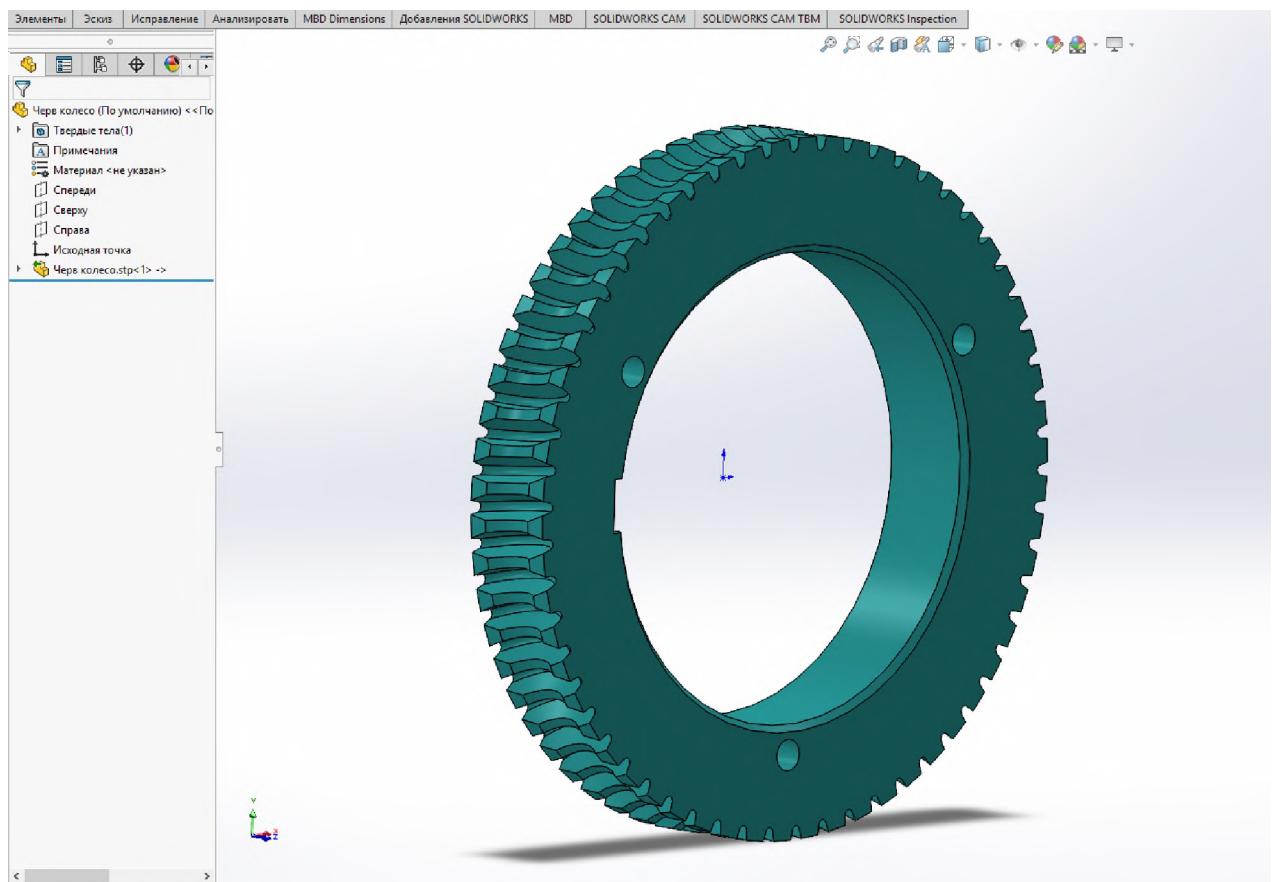 Элементы Эскиз Исправление Анализировать MBD Dimensions Добавления SOLIDWORKS MBD SOLIDWORKS CAM SOLIDWORKS CAM TBM SOLIDWORKS Inspection
Черв колесо (По умолчанию) <<По
Твердые тела(1)
Примечания
Материал <не указан>
Спереди
Сверху
Справа
Исходная точка
Черв колесо.stp<1> ->